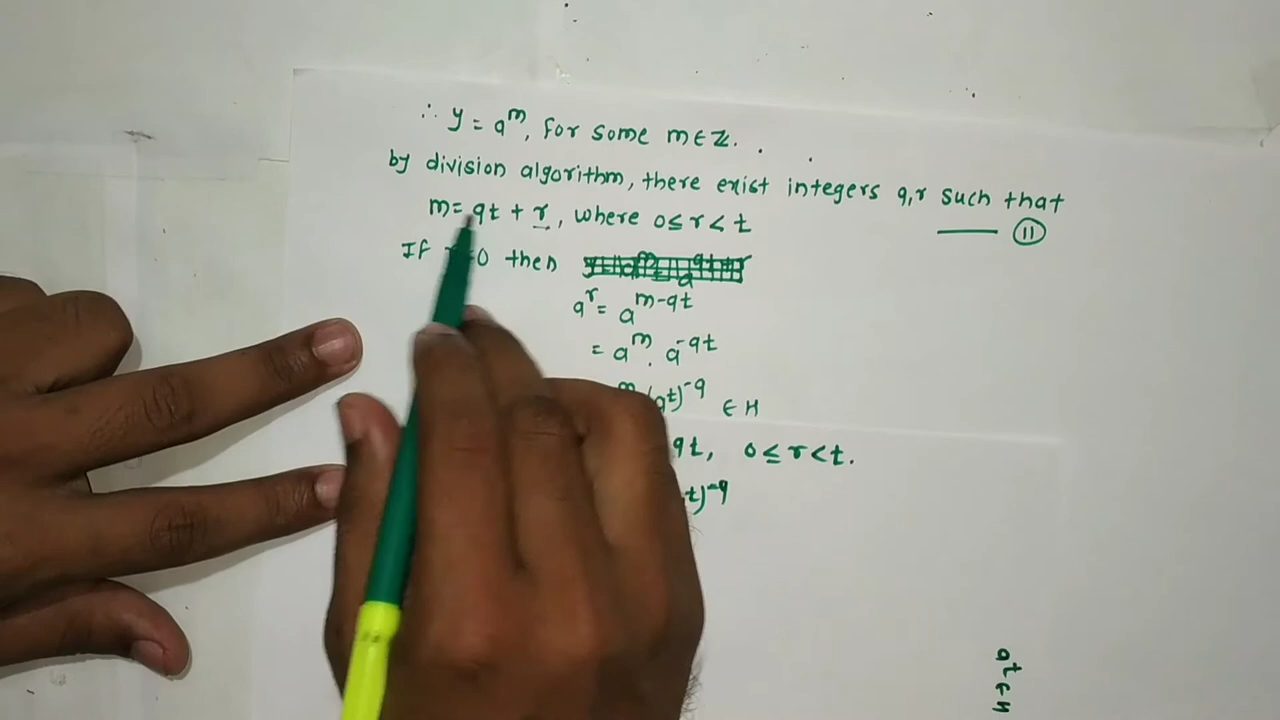 ∴ y = a^m, for some m ∈ ℤ.
by division algorithm, there exist integers q,r such that
m = qt + r, where 0 ≤ r < t —— (11)
If =0 then
a^r = a^(m-qt)
= a^m . a^(-qt)
m (a^t)^(-q) ∈ H
qt, 0 ≤ r < t.
t)^(-q)
a^t ∈ H